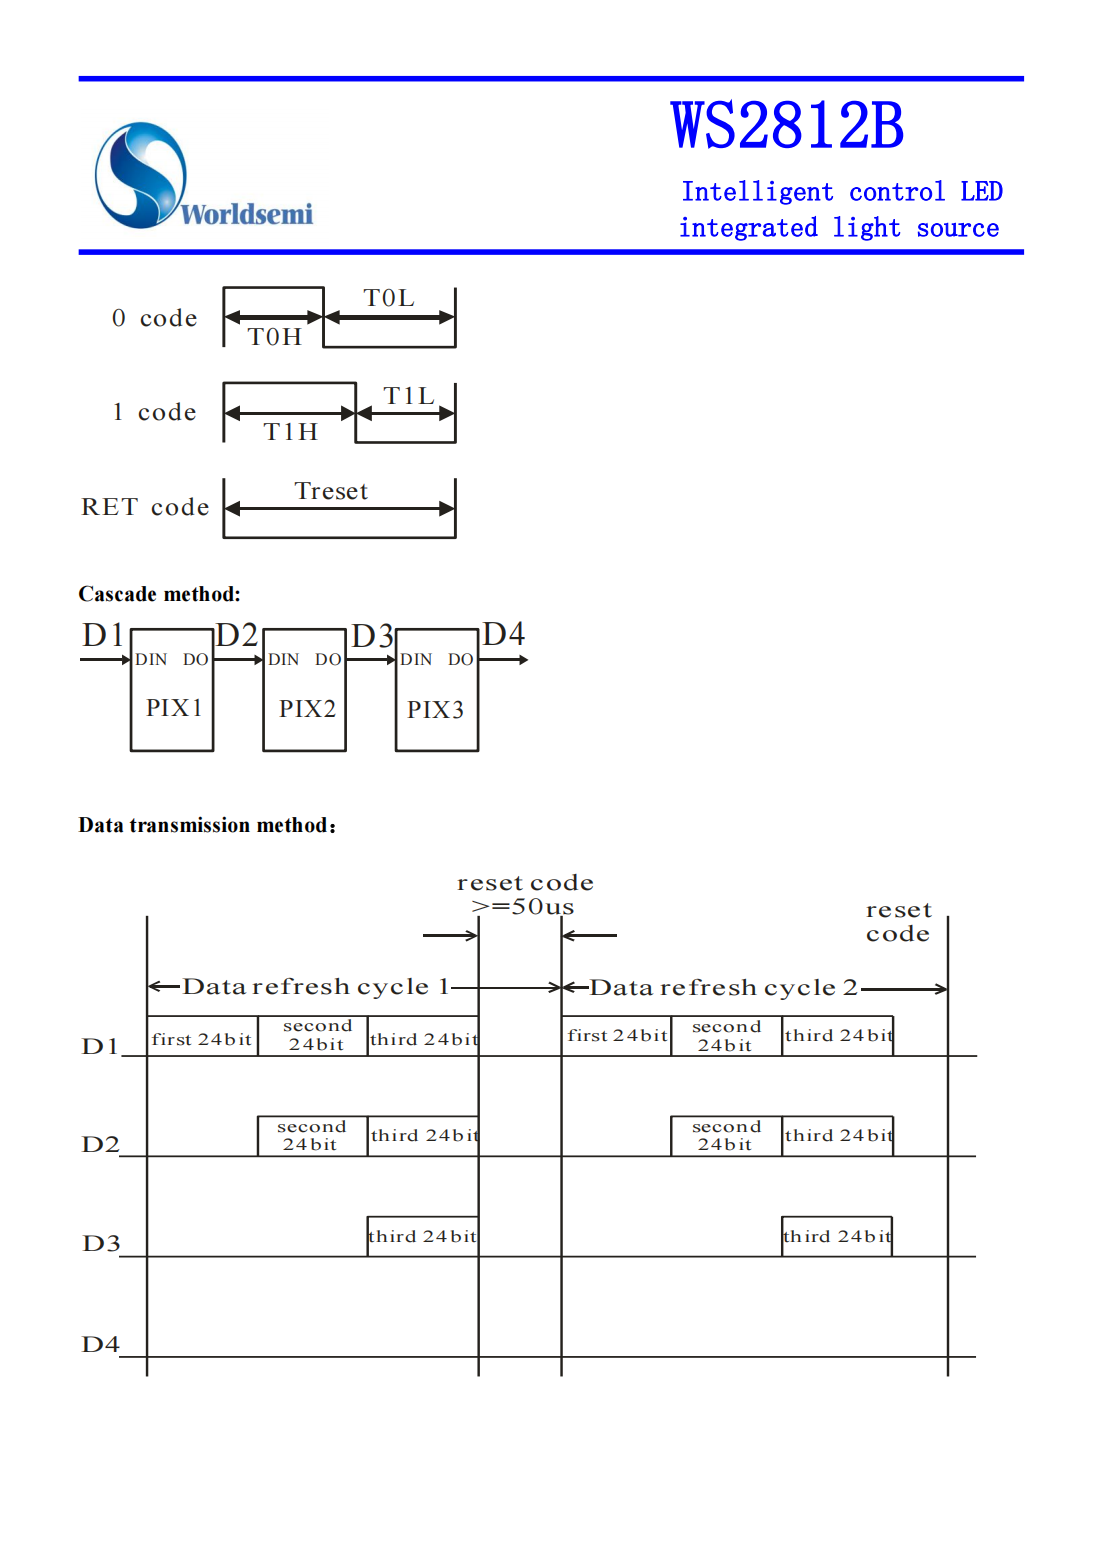 WS2812B
Worldsemi
Intelligent control LED
integrated light source
0 code
T0H
T0L
1 code
T1H
T1L
RET code
Treset
Cascade method:
D1 D2 D3 D4
DIN DO DIN DO DIN DO
PIX1 PIX2 PIX3
Data transmission method：
reset code
>=50us
reset
code
Data refresh cycle 1 Data refresh cycle 2
D1 first 24bit second 24bit third 24bit first 24bit second 24bit third 24bit
D2 second 24bit third 24bit second 24bit third 24bit
D3 third 24bit third 24bit
D4